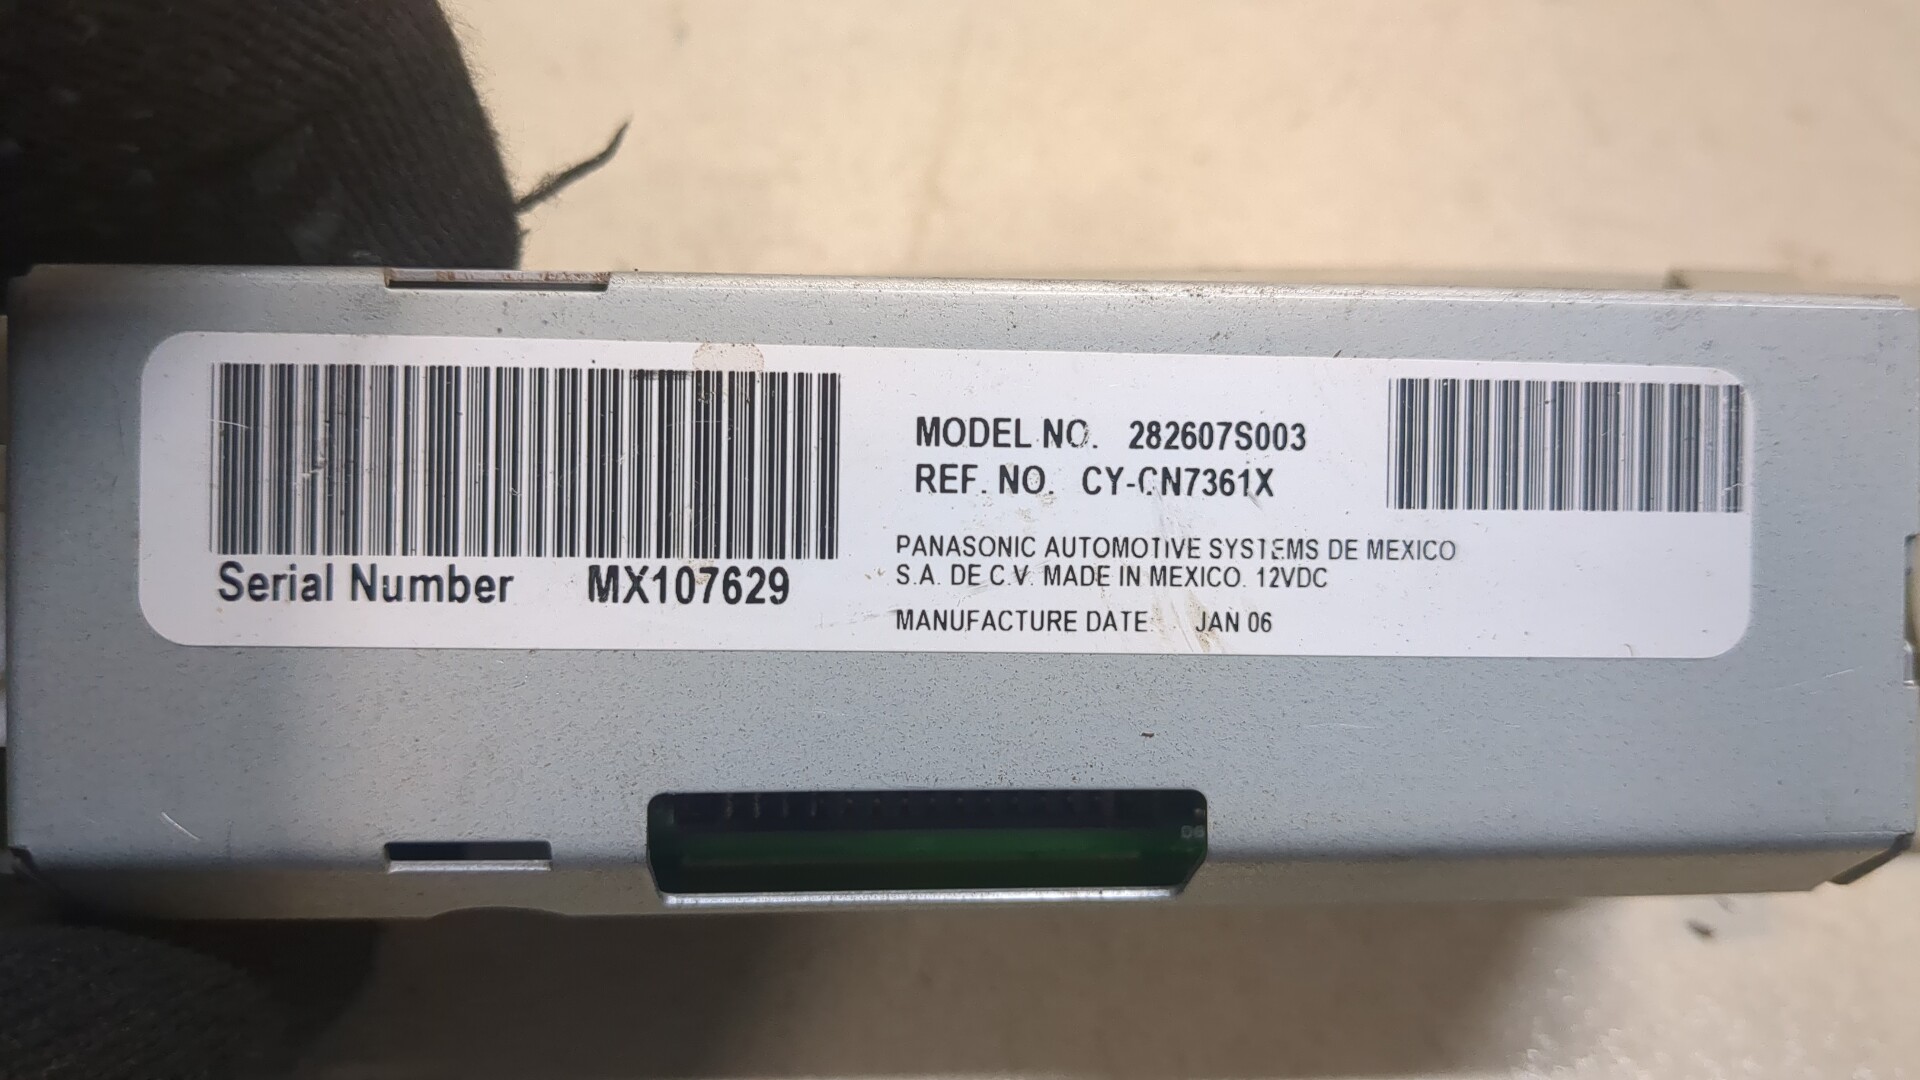 MODEL NO. 282607S003
REF. NO. CY-CN7361X
PANASONIC AUTOMOTIVE SYSTEMS DE MEXICO
S.A. DE C.V. MADE IN MEXICO. 12VDC
Serial Number MX107629
MANUFACTURE DATE JAN 06